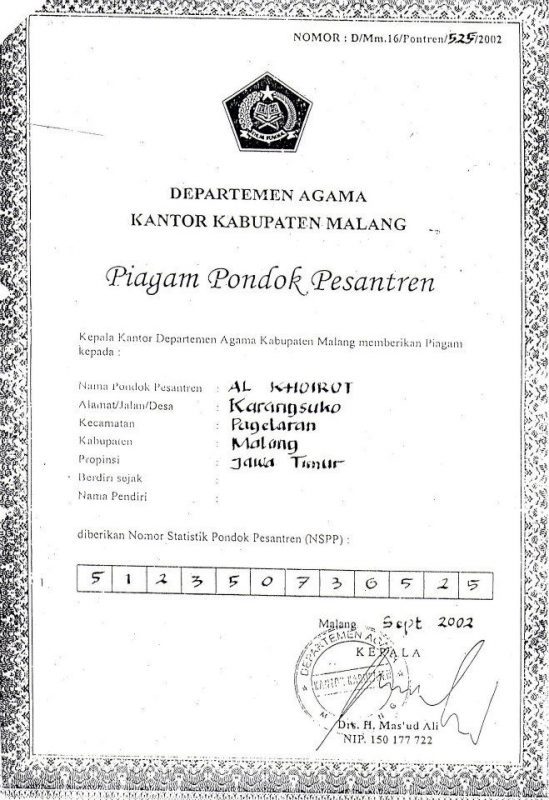 NOMOR : D/Mm.16/Pontren/525/2002
DEPARTEMEN AGAMA
KANTOR KABUPATEN MALANG
Piagam Pondok Pesantren
Kepala Kantor Departemen Agama Kabupaten Malang memberikan Piagam
kepada :
Nama Pondok Pesantren : AL KHOIROT
Alamat/Jalan/Desa : Karangsuko
Kecamatan : Pagelaran
Kabupaten : Malang
Propinsi : Jawa Timur
Berdiri sejak :
Nama Pendiri :
diberikan Nomor Statistik Pondok Pesantren (NSPP) :
5 1 2 3 5 0 7 3 6 5 2 5
Malang Sept 2002
KEPALA
DEPARTEMEN AGAMA
KANTOR KABUPATEN
Drs. H. Mas'ud Ali
NIP. 150 177 722